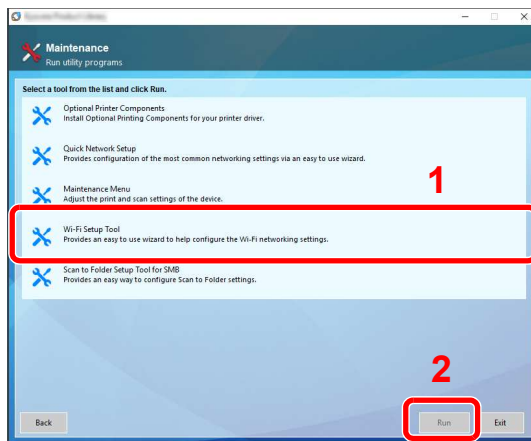 Maintenance
Run utility programs
Select a tool from the list and click Run.
Optional Printer Components
Install Optional Printing Components for your printer driver.
Quick Network Setup
Provides configuration of the most common networking settings via an easy to use wizard.
1
Maintenance Menu
Adjust the print and scan settings of the device.
Wi-Fi Setup Tool
Provides an easy to use wizard to help configure the Wi-Fi networking settings.
Scan to Folder Setup Tool for SMB
Provides an easy way to configure Scan to Folder settings.
2
Back
Run
Exit